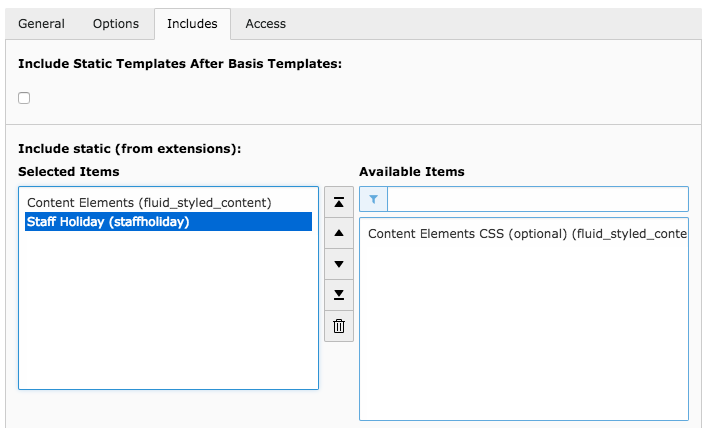 General Options Includes Access
Include Static Templates After Basis Templates:
Include static (from extensions):
Selected Items Available Items
Content Elements (fluid_styled_content)
Staff Holiday (staffholiday)
Content Elements CSS (optional) (fluid_styled_conte